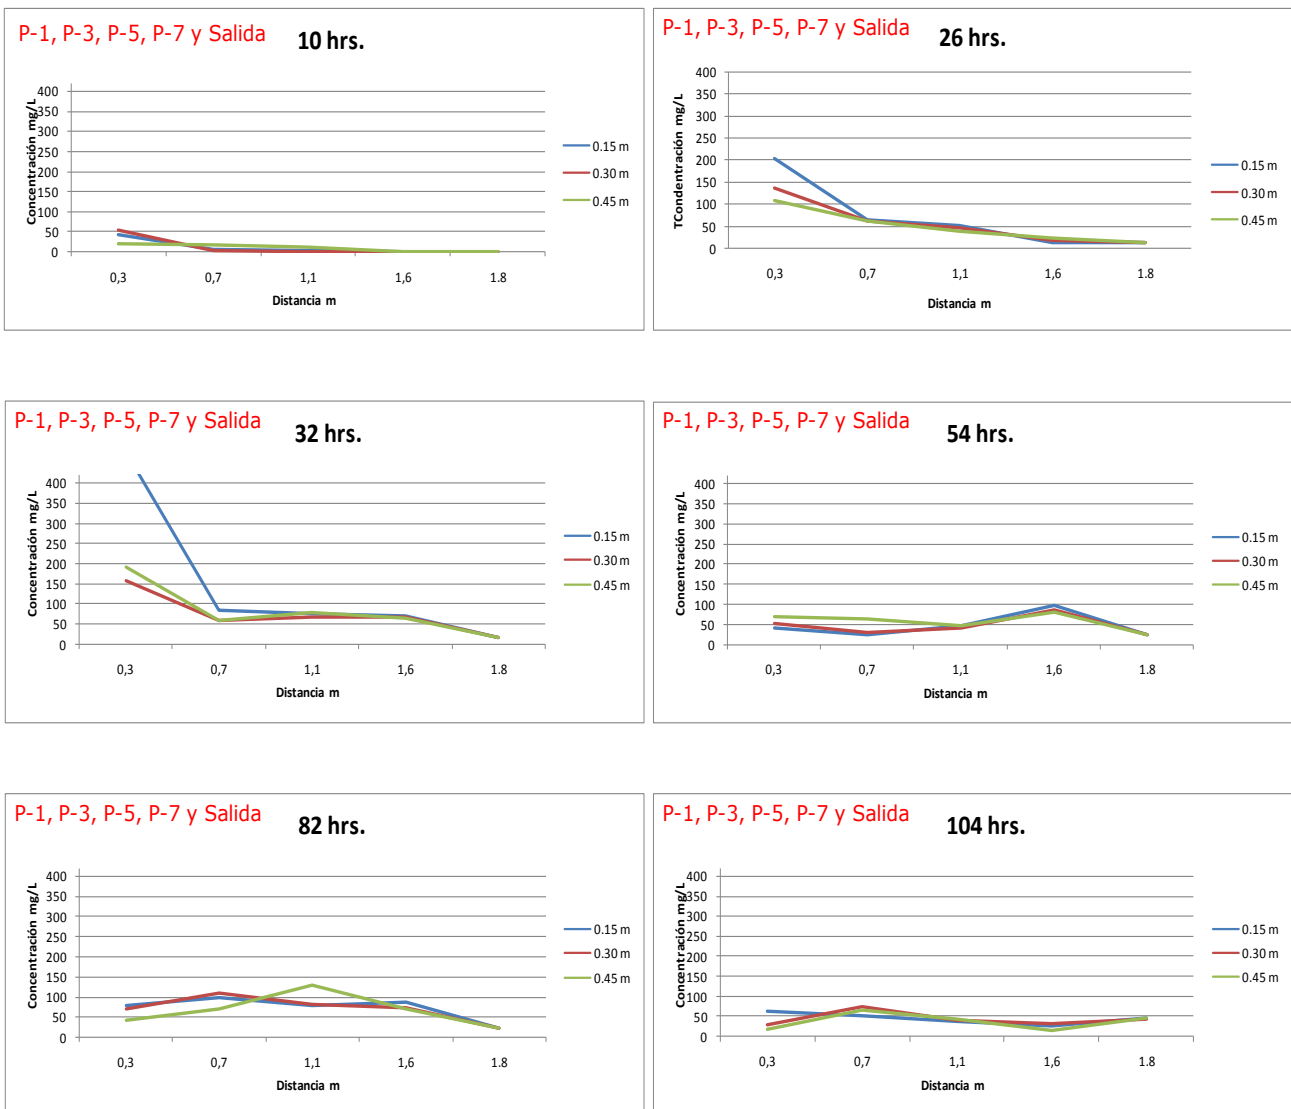 P-1, P-3, P-5, P-7 y Salida
10 hrs.
Concentración mg/L
400
350
300
250
200
150
100
50
0
0,3 0,7 1,1 1,6 1.8
Distancia m
0.15 m
0.30 m
0.45 m
P-1, P-3, P-5, P-7 y Salida
26 hrs.
TCondentración mg/L
400
350
300
250
200
150
100
50
0
0,3 0,7 1,1 1,6 1.8
Distancia m
0.15 m
0.30 m
0.45 m
P-1, P-3, P-5, P-7 y Salida
32 hrs.
Concentración mg/L
400
350
300
250
200
150
100
50
0
0,3 0,7 1,1 1,6 1.8
Distancia m
0.15 m
0.30 m
0.45 m
P-1, P-3, P-5, P-7 y Salida
54 hrs.
Concentración mg/L
400
350
300
250
200
150
100
50
0
0,3 0,7 1,1 1,6 1.8
Distancia m
0.15 m
0.30 m
0.45 m
P-1, P-3, P-5, P-7 y Salida
82 hrs.
Concentración mg/L
400
350
300
250
200
150
100
50
0
0,3 0,7 1,1 1,6 1.8
Distancia m
0.15 m
0.30 m
0.45 m
P-1, P-3, P-5, P-7 y Salida
104 hrs.
Concentración mg/L
400
350
300
250
200
150
100
50
0
0,3 0,7 1,1 1,6 1.8
Distancia m
0.15 m
0.30 m
0.45 m